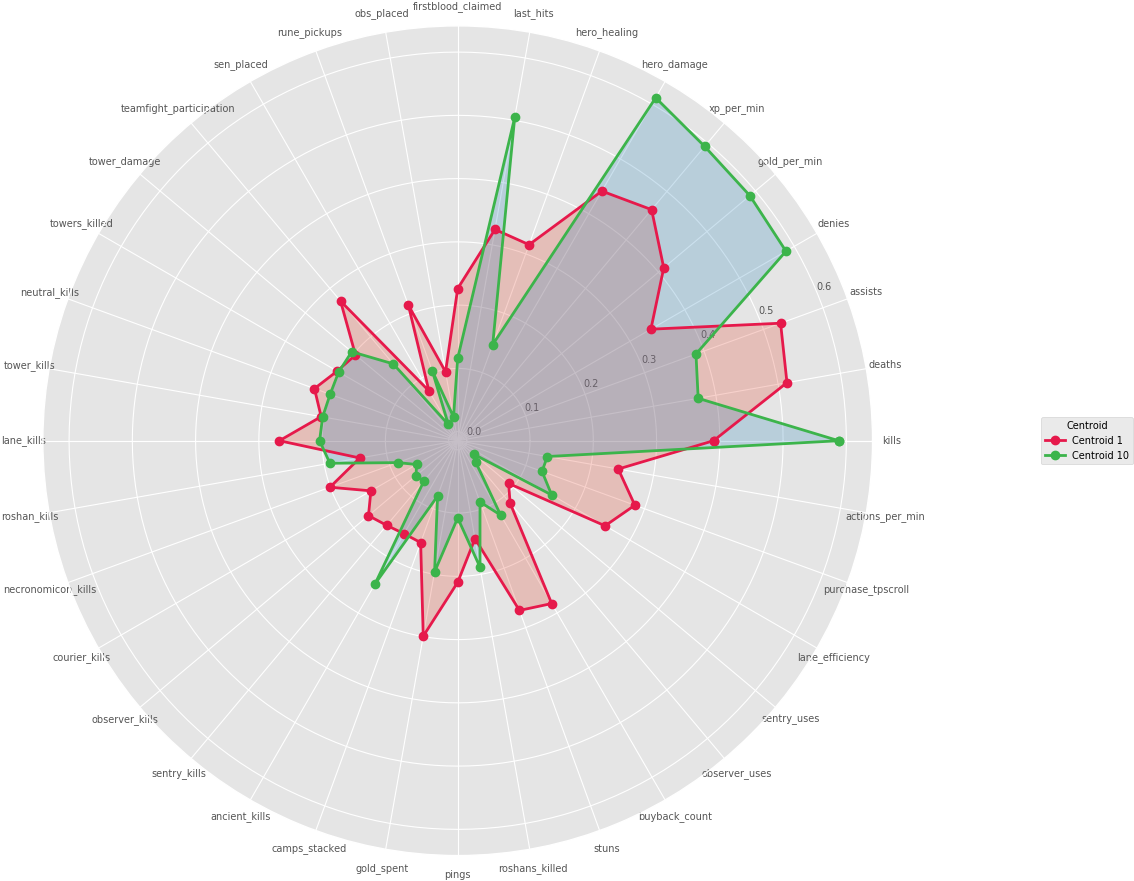 firstblood_claimed
obs_placed
last_hits
rune_pickups
hero_healing
sen_placed
hero_damage
teamfight_participation
xp_per_min
tower_damage
gold_per_min
towers_killed
denies
neutral_kills
0.6
assists
0.5
tower_kills
0.4
deaths
0.3
0.2
0.1
0.0
lane_kills
kills
Centroid
Centroid 1
Centroid 10
roshan_kills
actions_per_min
necronomicon_kills
purchase_tpscroll
courier_kills
lane_efficiency
observer_kills
sentry_uses
sentry_kills
observer_uses
ancient_kills
buyback_count
camps_stacked
stuns
gold_spent
roshans_killed
pings